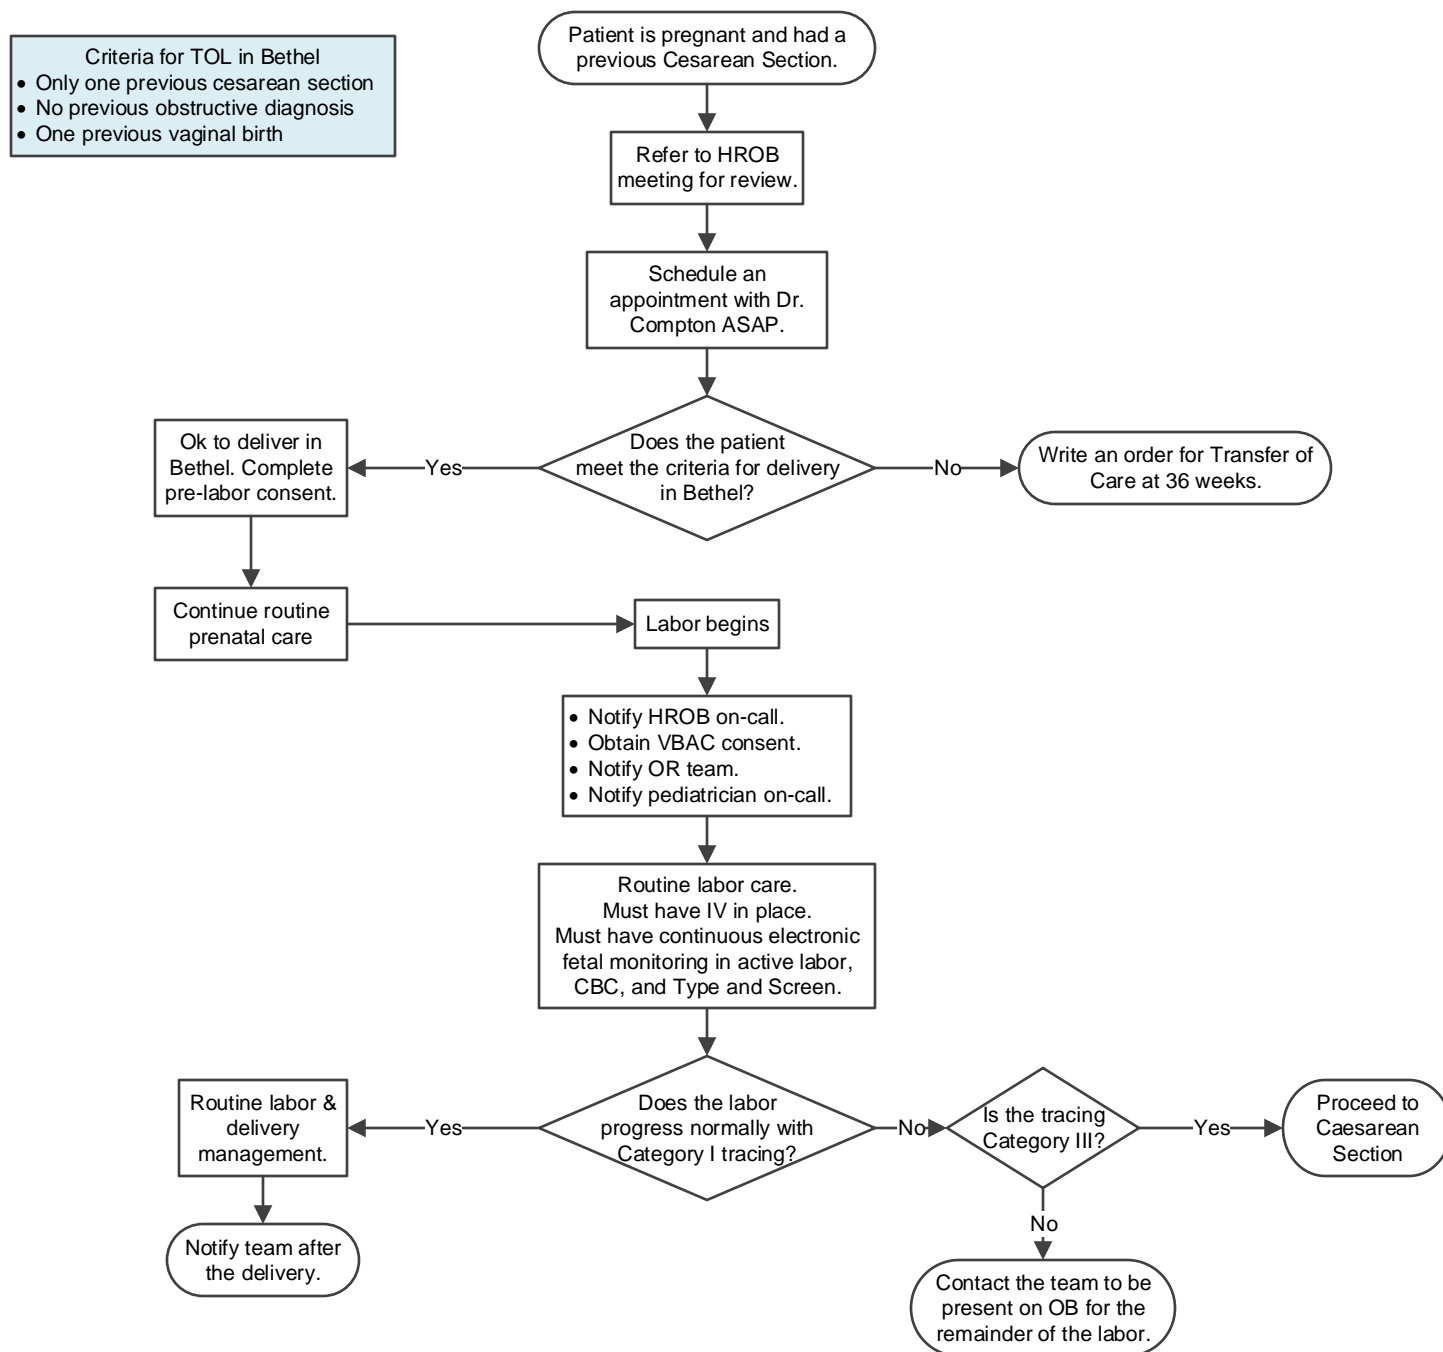 Criteria for TOL in Bethel
• Only one previous cesarean section
• No previous obstructive diagnosis
• One previous vaginal birth
Patient is pregnant and had a
previous Cesarean Section.
Refer to HROB
meeting for review.
Schedule an
appointment with Dr.
Compton ASAP.
Does the patient
meet the criteria for delivery
in Bethel?
Yes
No
Ok to deliver in
Bethel. Complete
pre-labor consent.
Write an order for Transfer of
Care at 36 weeks.
Continue routine
prenatal care
Labor begins
• Notify HROB on-call.
• Obtain VBAC consent.
• Notify OR team.
• Notify pediatrician on-call.
Routine labor care.
Must have IV in place.
Must have continuous electronic
fetal monitoring in active labor,
CBC, and Type and Screen.
Does the labor
progress normally with
Category I tracing?
Yes
No
Routine labor &
delivery
management.
Notify team after
the delivery.
Is the tracing
Category III?
Yes
No
Proceed to
Caesarean
Section
Contact the team to be
present on OB for the
remainder of the labor.